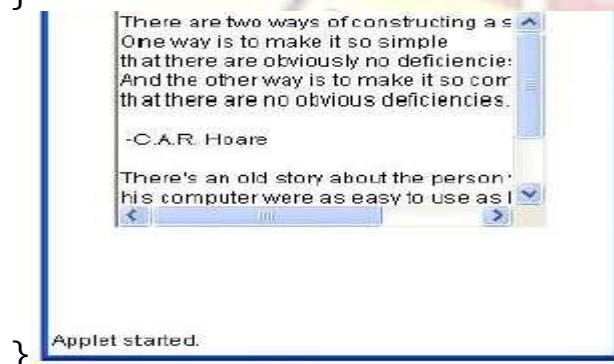 }
There are two ways of constructing a s
One way is to make it so simple
that there are obviously no deficiencie
And the other way is to make it so com
that there are no obvious deficiencies.
-C.A.R. Hoare
There's an old story about the person
his computer were as easy to use as
Applet started.
}